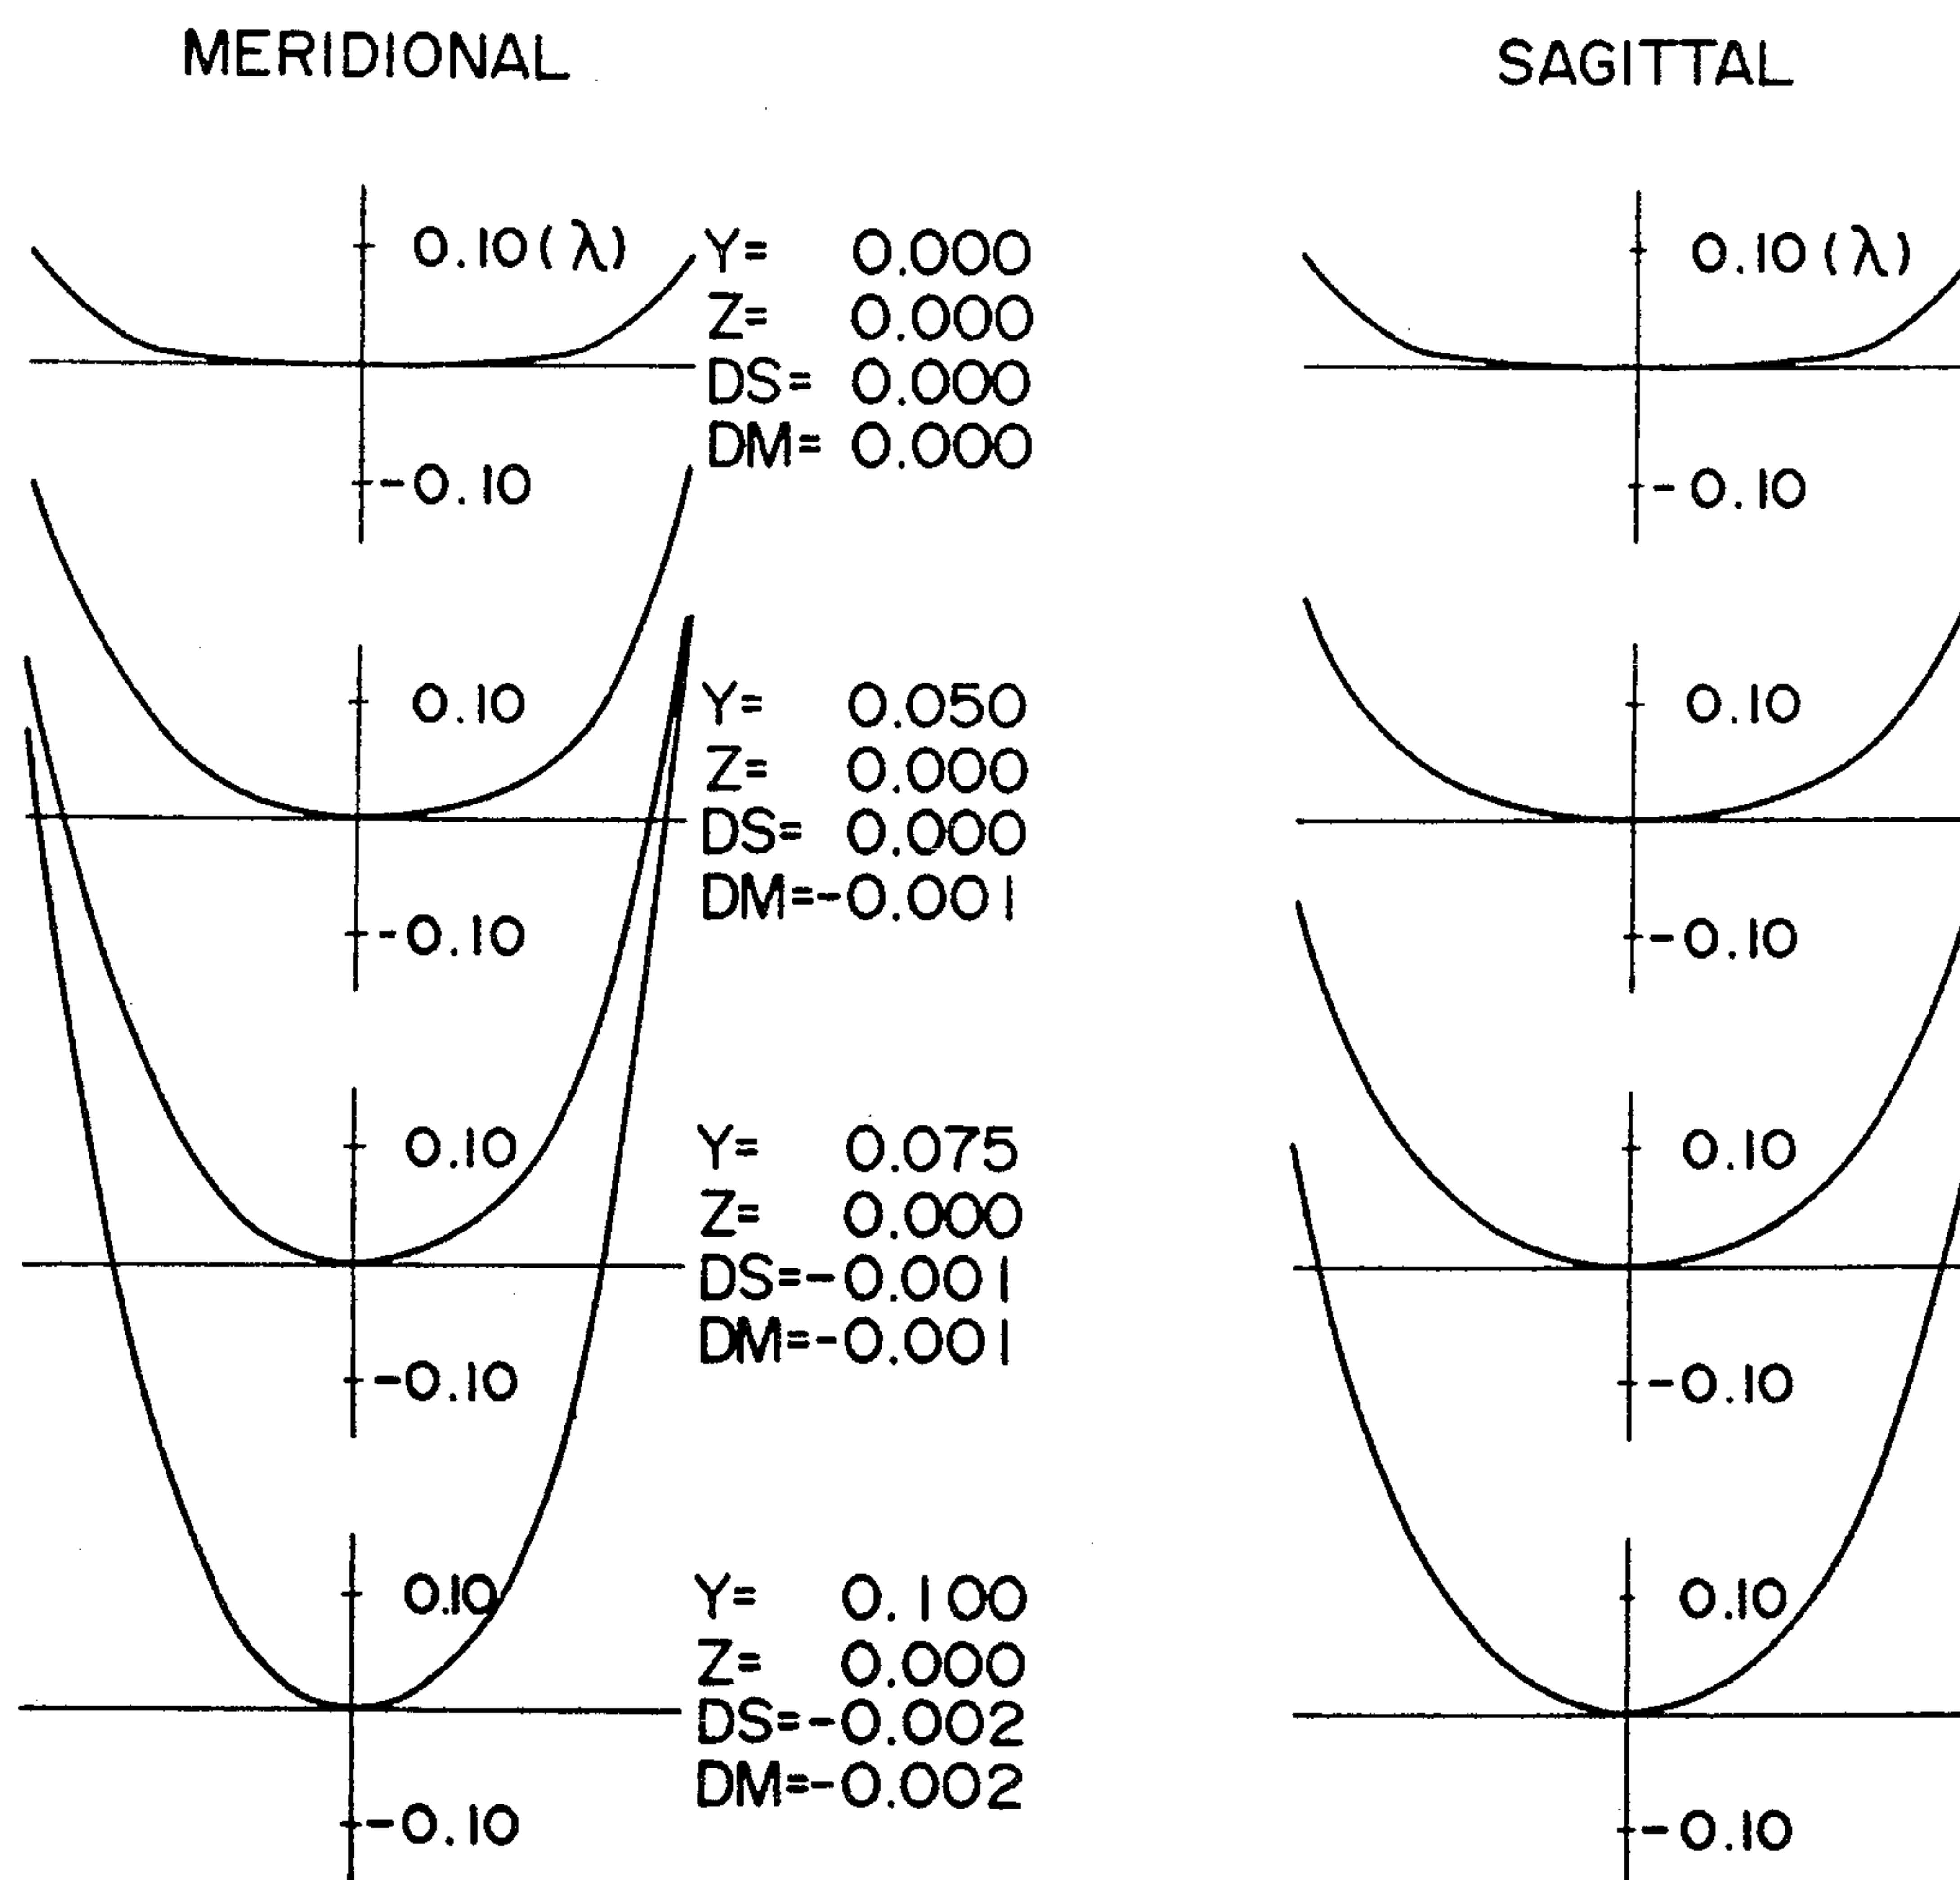 MERIDIONAL
SAGITTAL
0.10(λ)
Y= 0.000
Z= 0.000
DS= 0.000
DM= 0.000
-0.10
0.10(λ)
-0.10
0.10
Y= 0.050
Z= 0.000
DS= 0.000
DM=-0.001
-0.10
0.10
-0.10
0.10
Y= 0.075
Z= 0.000
DS=-0.001
DM=-0.001
-0.10
0.10
-0.10
0.10
Y= 0.100
Z= 0.000
DS=-0.002
DM=-0.002
-0.10
0.10
-0.10